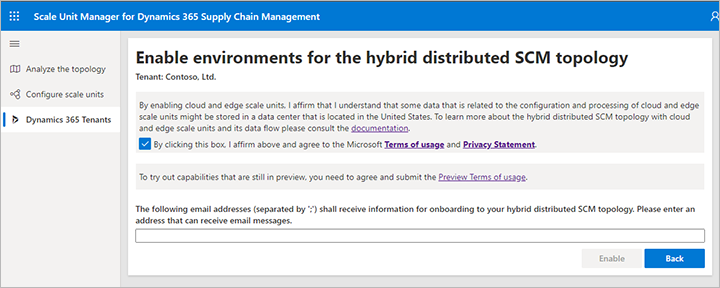 Scale Unit Manager for Dynamics 365 Supply Chain Management
Analyze the topology
Configure scale units
Dynamics 365 Tenants
Enable environments for the hybrid distributed SCM topology
Tenant: Contoso, Ltd.
By enabling cloud and edge scale units, I affirm that I understand that some data that is related to the configuration and processing of cloud and edge
scale units might be stored in a data center that is located in the United States. To learn more about the hybrid distributed SCM topology with cloud
and edge scale units and its data flow please consult the documentation.
By clicking this box, I affirm above and agree to the Microsoft Terms of usage and Privacy Statement.
To try out capabilities that are still in preview, you need to agree and submit the Preview Terms of usage.
The following email addresses (separated by ';') shall receive information for onboarding to your hybrid distributed SCM topology. Please enter an
address that can receive email messages.
Enable
Back